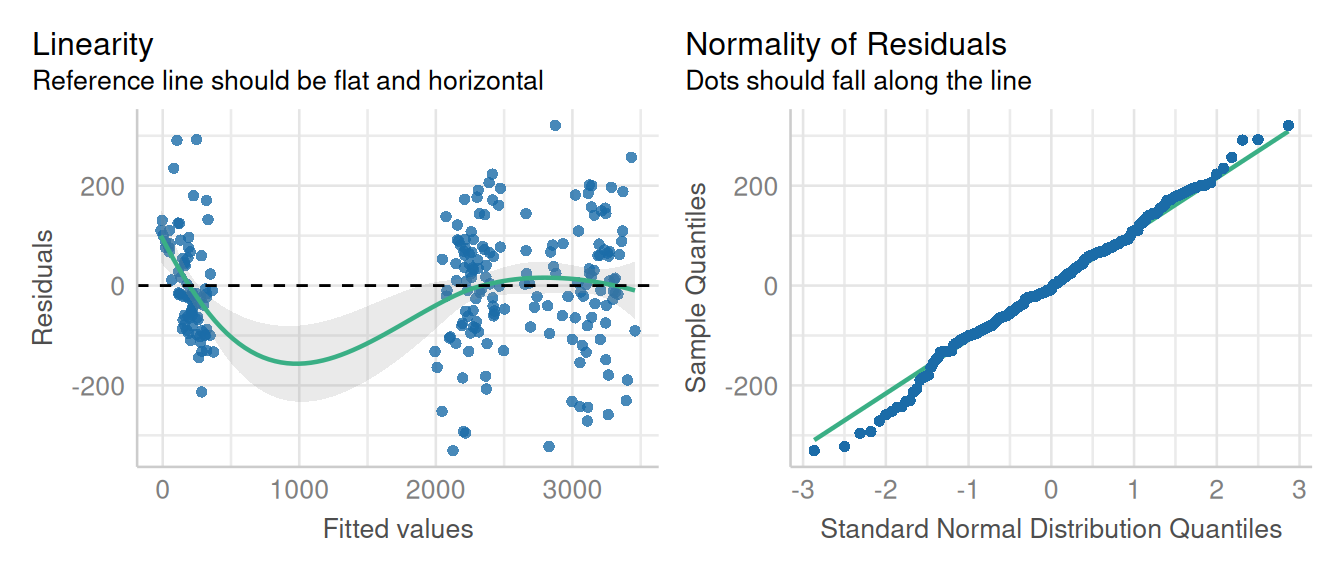 Linearity
Reference line should be flat and horizontal
200
0
-200
Residuals
0
1000
2000
3000
Fitted values
Normality of Residuals
Dots should fall along the line
200
0
-200
Sample Quantiles
-3
-2
-1
0
1
2
3
Standard Normal Distribution Quantiles